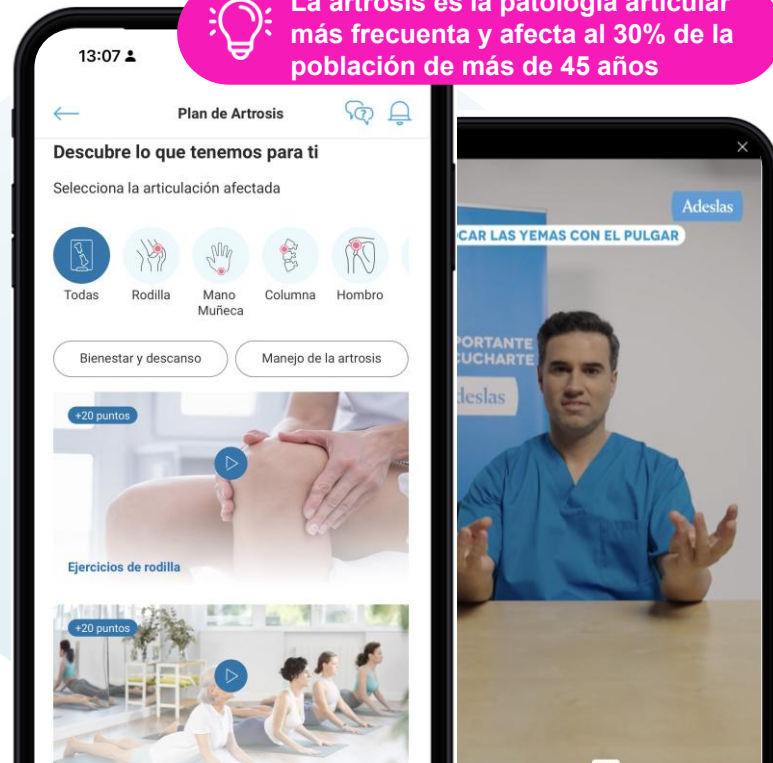 La artrosis es la patología articular
más frecuenta y afecta al 30% de la
población de más de 45 años
13:07
Plan de Artrosis
Descubre lo que tenemos para ti
Selecciona la articulación afectada
Todas
Rodilla
Mano
Muñeca
Columna
Hombro
Bienestar y descanso
Manejo de la artrosis
+20 puntos
Ejercicios de rodilla
+20 puntos
Adeslas
CAR LAS YEMAS CON EL PULGAR
PORTANTE
CUCHARTE
deslas